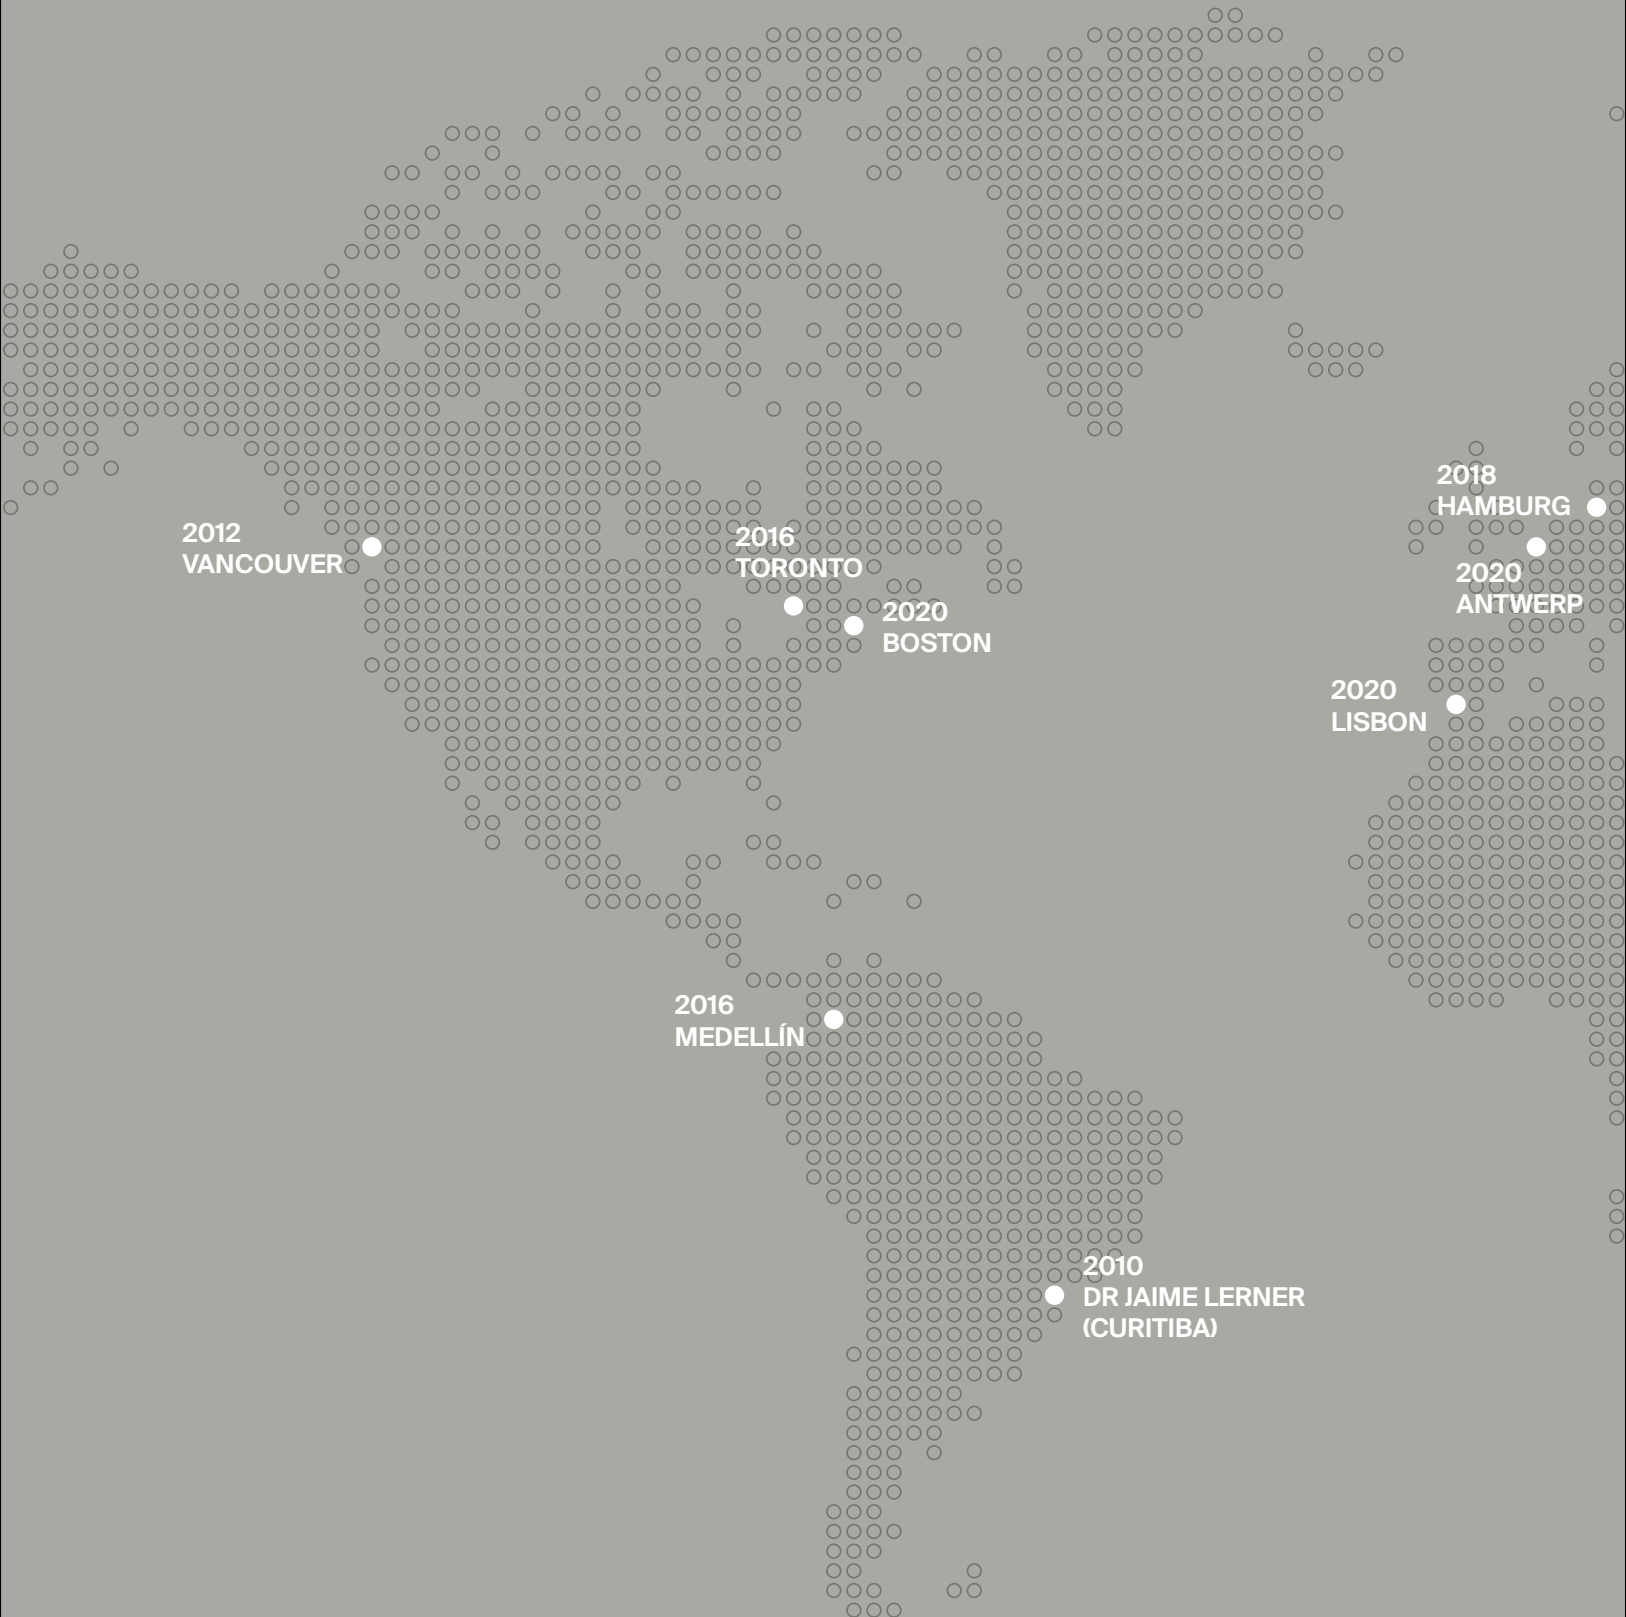 2018
HAMBURG
2012
VANCOUVER
2016
TORONTO
2020
ANTWERP
2020
BOSTON
2020
LISBON
2016
MEDELLÍN
2010
DR JAIME LERNER
(CURITIBA)